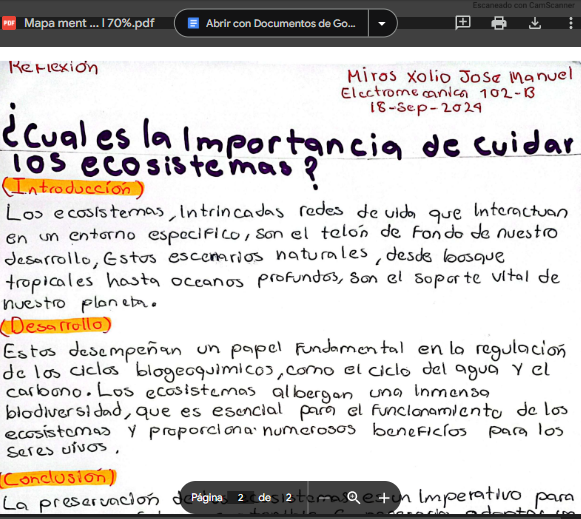 Escaneado con CamScanner
PDF Mapa ment ... l 70%.pdf
Abrir con Documentos de Go...
Reflexión
Miros Xolio Jose Manuel
Electromecanica 102-B
18-Sep-2024
¿Cual es la Importancia de cuidar
los ecosistemas?
(Introducción)
Los ecosistemas, Intrincadas redes de vida que Interactuan
en un entorno especifico, son el telón de fondo de nuestro
desarrollo, Estos escenarios naturales, desde bosque
tropicales hasta occanos profundos, son el soporte vital de
nuestro planeta.
(Desarrollo)
Estos desempeñan un papel Fundamental en la regulación
de los ciclos biogeoquimicos, como el ciclo del agua y el
carbono. Los ecosistemas albergan una Inmensa
biodiversidad, que es esencial para el funcionamiento de los
ecosistemas y proporciona numerosos beneficios para los
seres vivos.
(Conclusión)
La preservación de los ecosistemas es un Imperativo para
Página 2 de 2